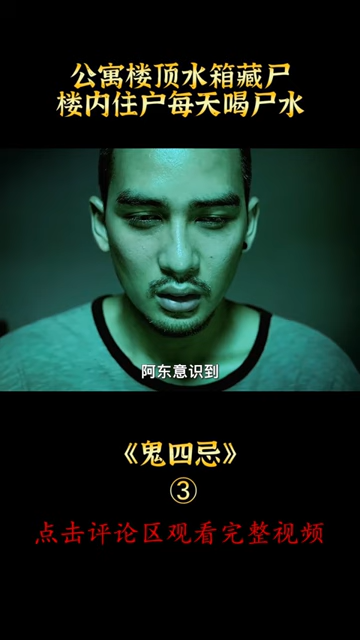 公寓楼顶水箱藏尸
楼内住户每天喝尸水
阿东意识到
《鬼四忌》
③
点击评论区观看完整视频